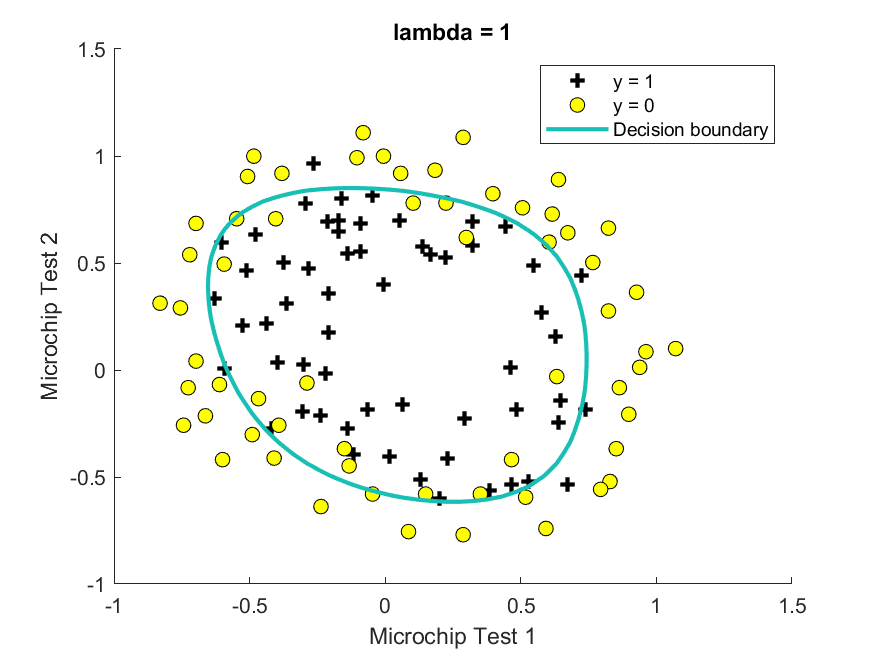 lambda = 1
y = 1
y = 0
Decision boundary
1.5
1
0.5
0
-0.5
-1
Microchip Test 2
-1
-0.5
0
0.5
1
1.5
Microchip Test 1